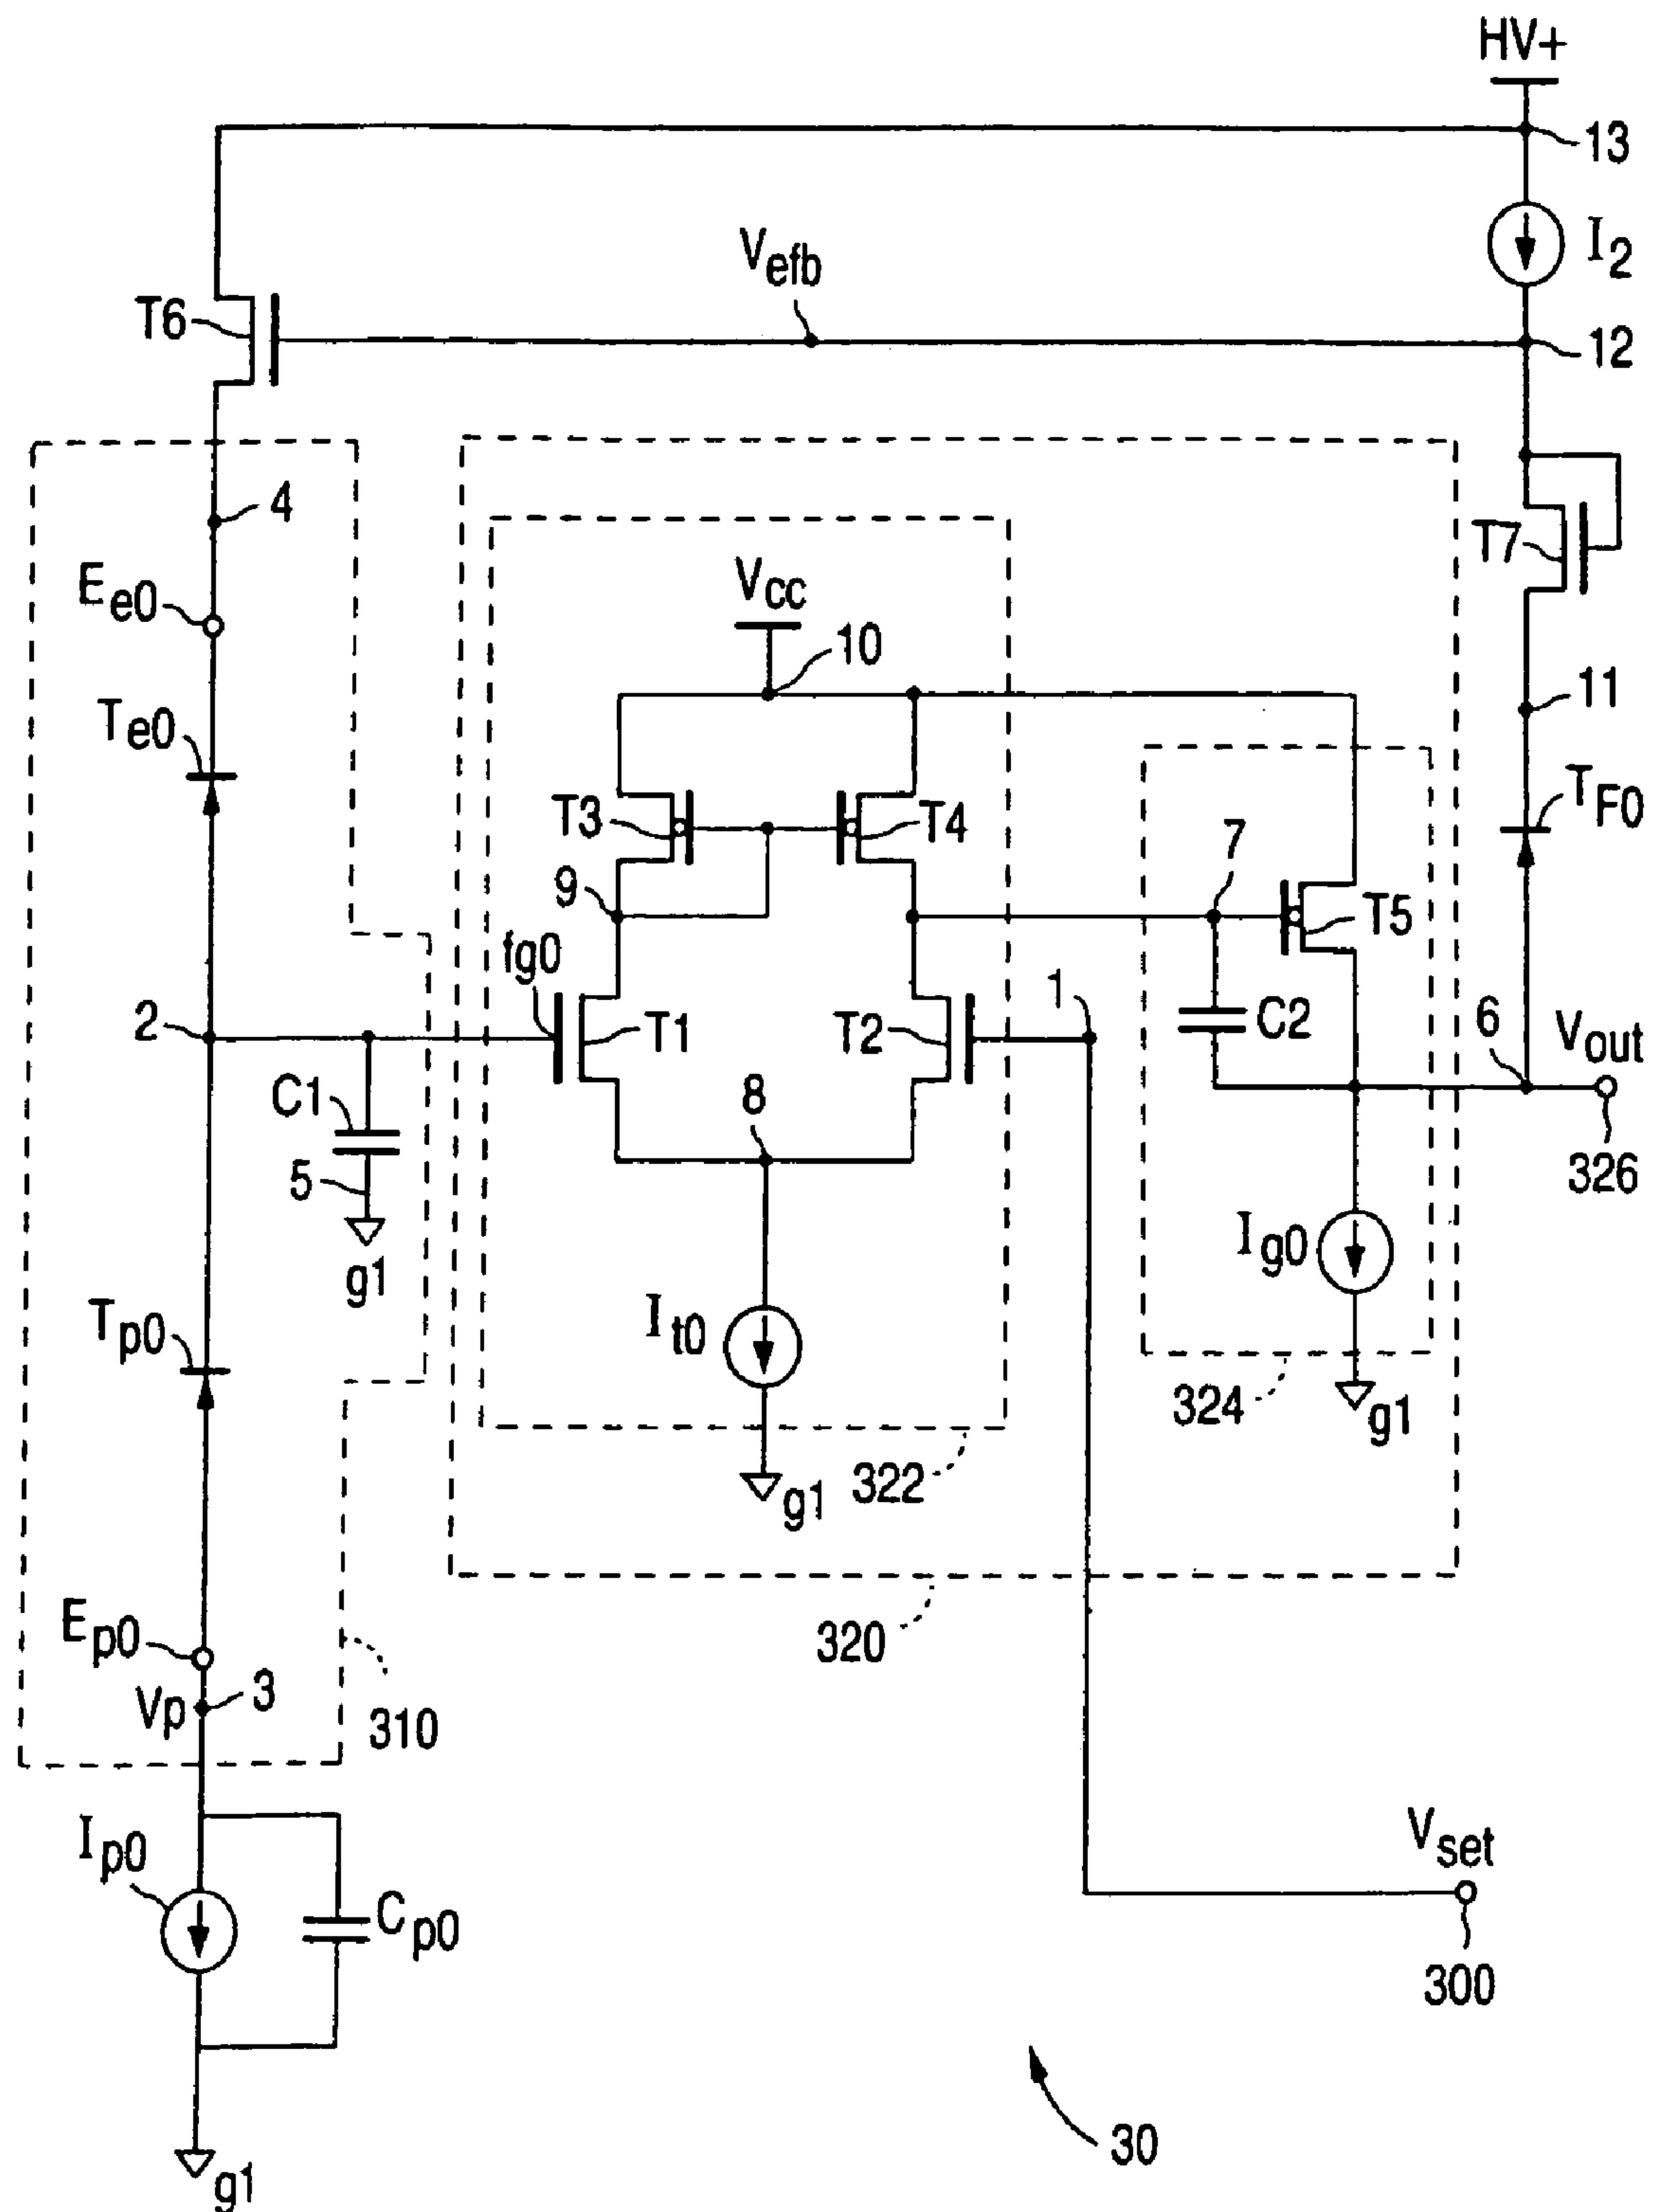 HV+
13
I2
Vefb
T6
12
4
T7
Ee0
Vcc
10
Te0
11
TF0
T3
T4
7
9
T5
fg0
1
2
T1
T2
C2
6
Vout
C1
8
5
326
g1
Ig0
Tp0
It0
324
g1
322
g1
Ep0
320
Vp
3
310
Ip0
Vset
Cp0
300
30
g1